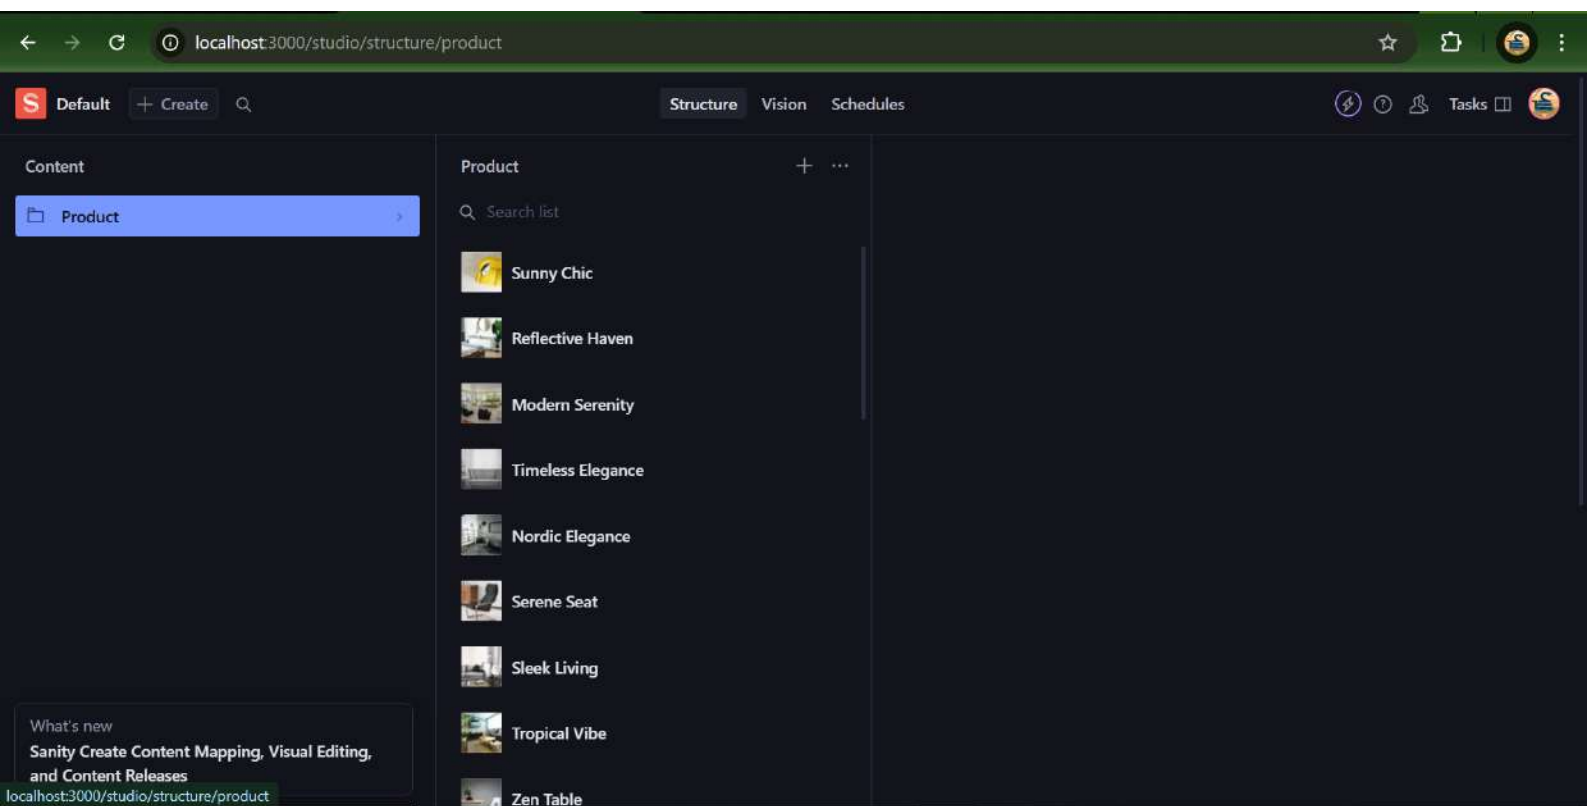 localhost:3000/studio/structure/product
S Default + Create Structure Vision Schedules Tasks
Content
Product
Product
Search list
Sunny Chic
Reflective Haven
Modern Serenity
Timeless Elegance
Nordic Elegance
Serene Seat
Sleek Living
Tropical Vibe
Zen Table
What's new
Sanity Create Content Mapping, Visual Editing,
and Content Releases
localhost:3000/studio/structure/product